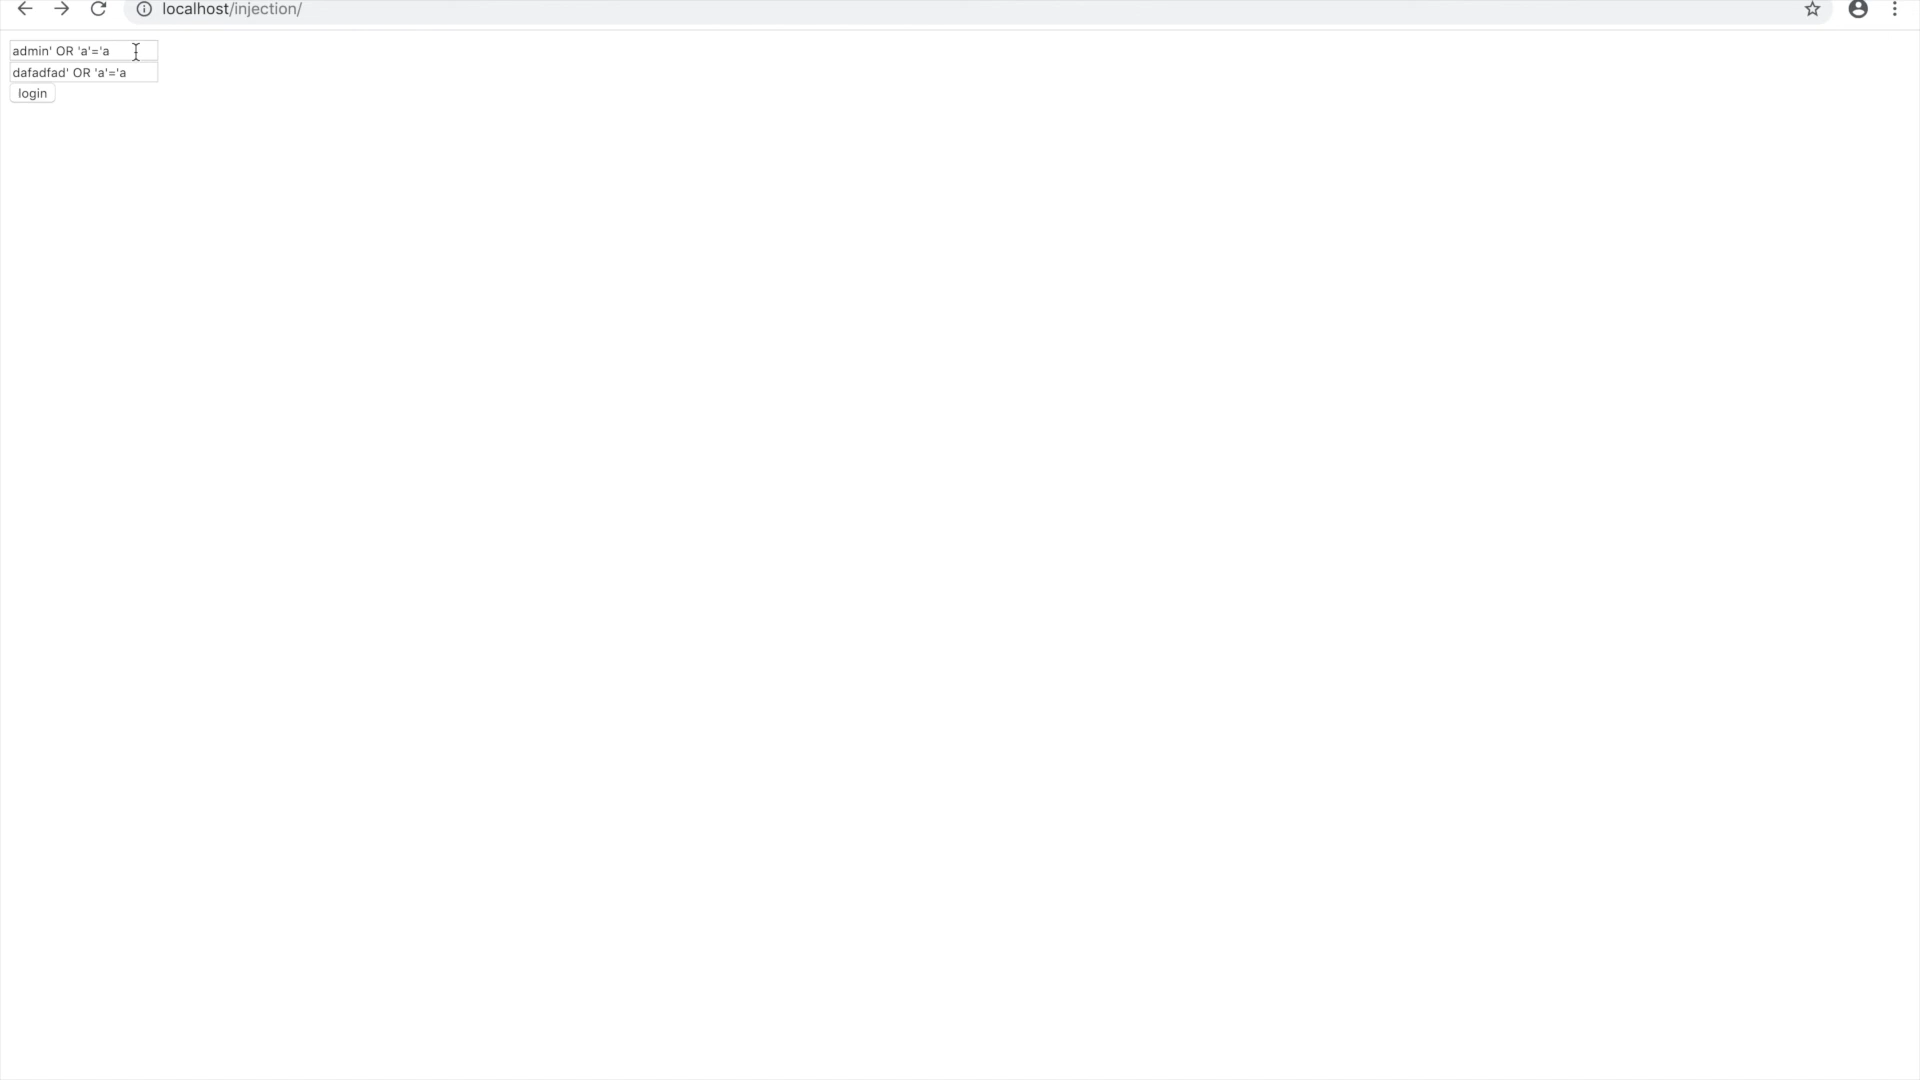 localhost/injection/
admin' OR 'a'='a
dafadfad' OR 'a'='a
login